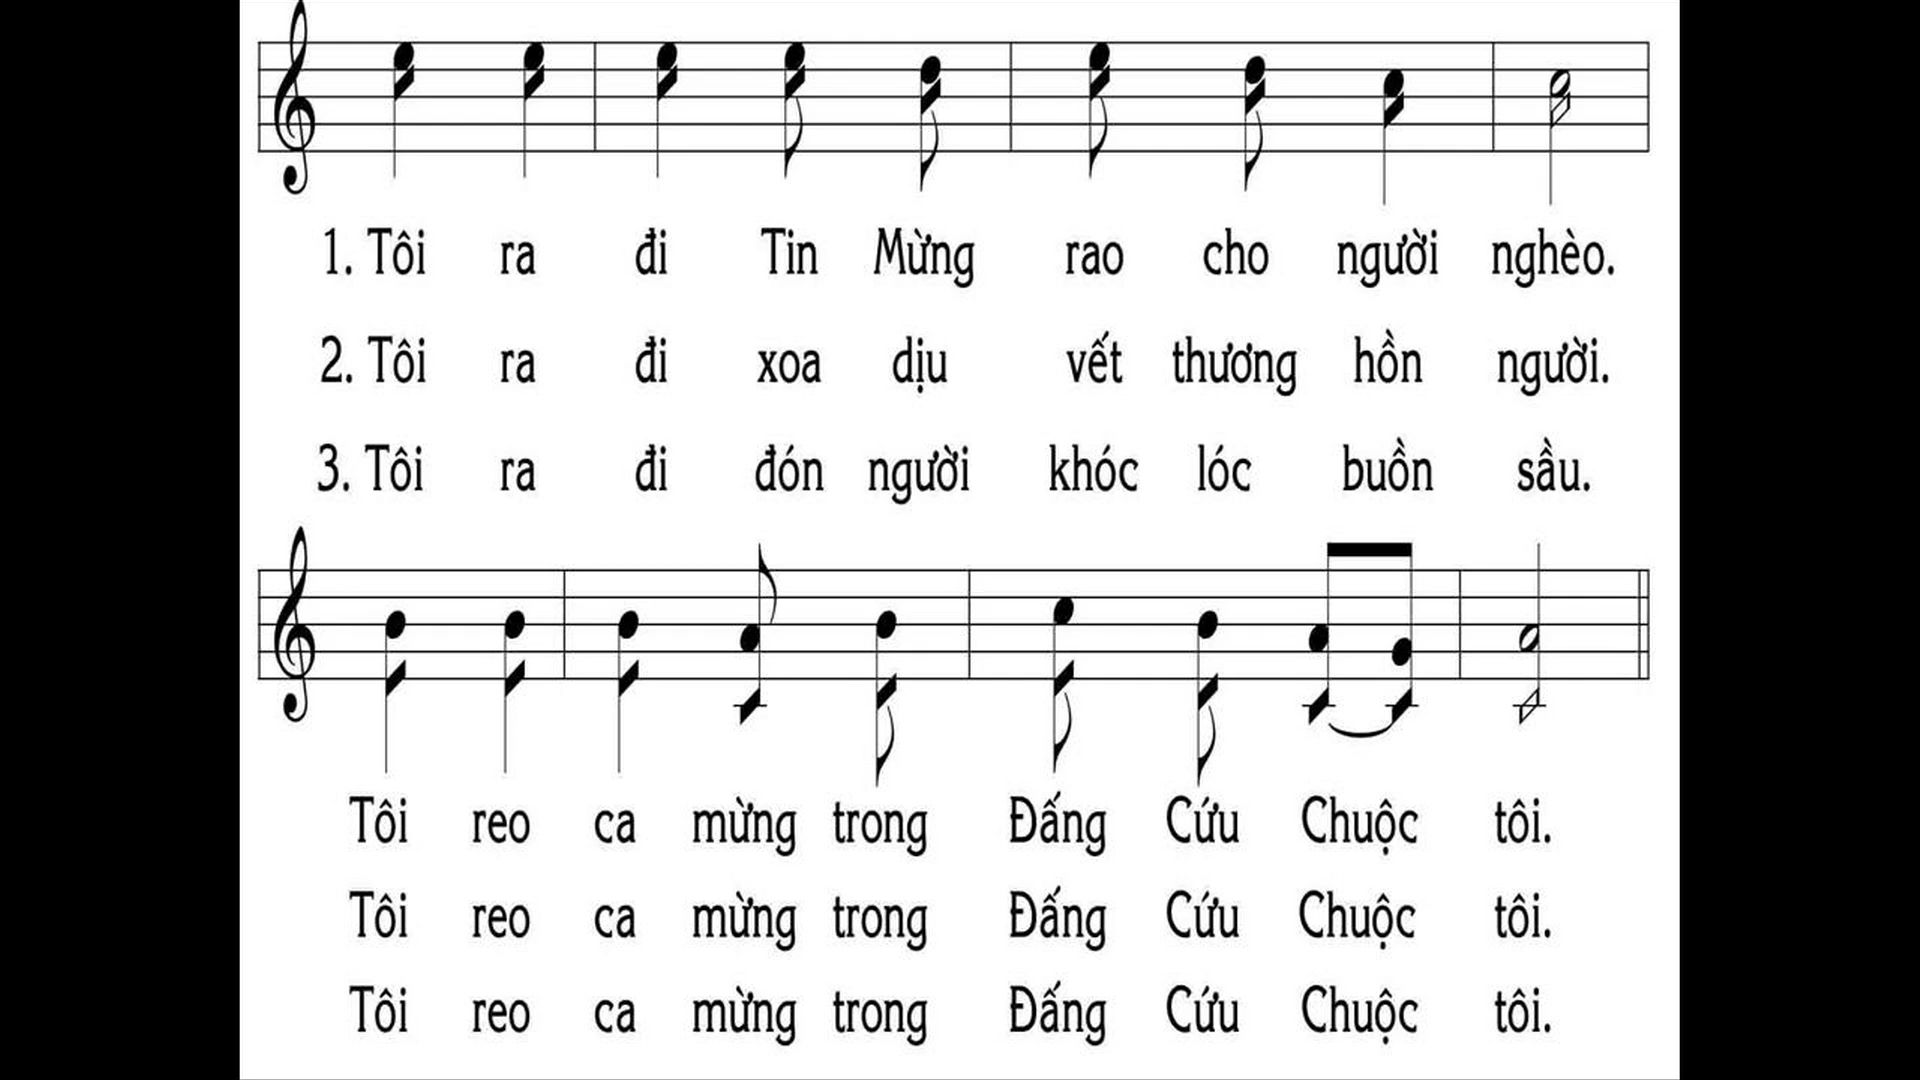 1. Tôi ra đi Tin Mừng rao cho người nghèo.
2. Tôi ra đi xoa dịu vết thương hồn người.
3. Tôi ra đi đón người khóc lóc buồn sầu.
Tôi reo ca mừng trong Đấng Cứu Chuộc tôi.
Tôi reo ca mừng trong Đấng Cứu Chuộc tôi.
Tôi reo ca mừng trong Đấng Cứu Chuộc tôi.